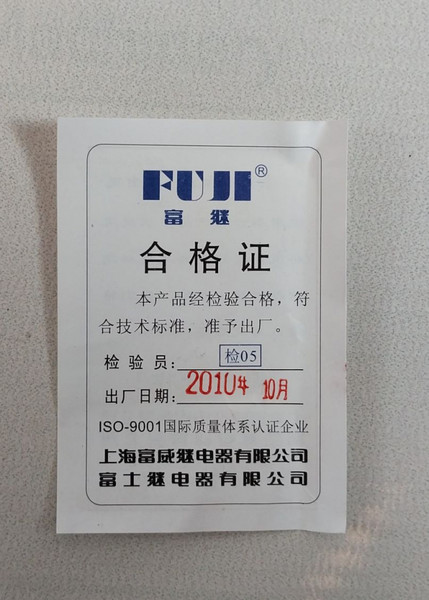 FUJI®
富继
合格证
本产品经检验合格，符
合技术标准，准予出厂。
检验员：检05
出厂日期：2010年 10月
ISO-9001国际质量体系认证企业
上海富威继电器有限公司
富士继电器有限公司